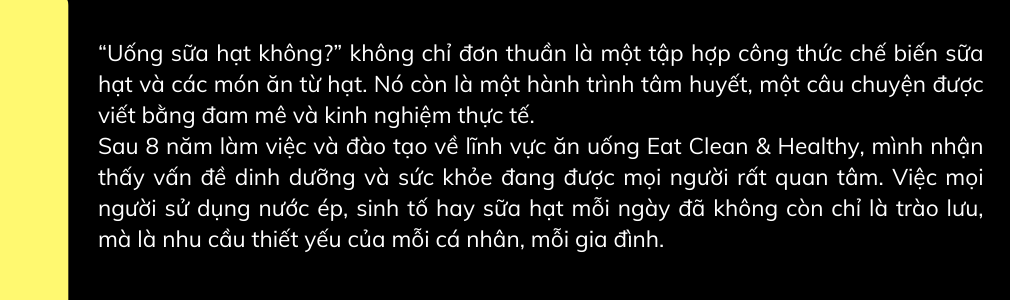 “Uống sữa hạt không?” không chỉ đơn thuần là một tập hợp công thức chế biến sữa
hạt và các món ăn từ hạt. Nó còn là một hành trình tâm huyết, một câu chuyện được
viết bằng đam mê và kinh nghiệm thực tế.
Sau 8 năm làm việc và đào tạo về lĩnh vực ăn uống Eat Clean & Healthy, mình nhận
thấy vấn đề dinh dưỡng và sức khỏe đang được mọi người rất quan tâm. Việc mọi
người sử dụng nước ép, sinh tố hay sữa hạt mỗi ngày đã không còn chỉ là trào lưu,
mà là nhu cầu thiết yếu của mỗi cá nhân, mỗi gia đình.